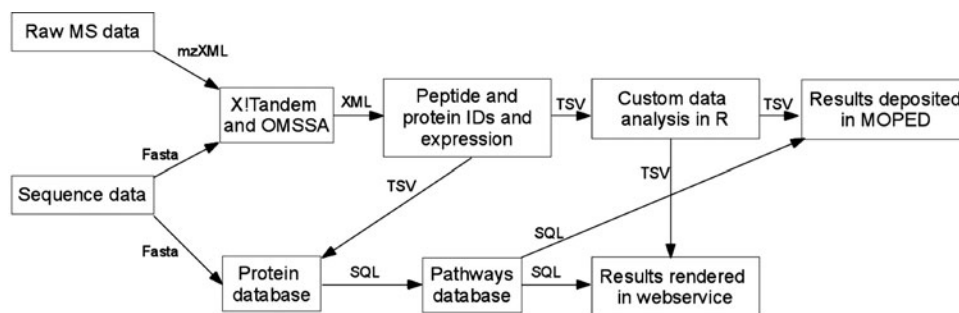 Raw MS data
mzXML
X!Tandem
and OMSSA
XML
Peptide and
protein IDs and
expression
TSV
Custom data
analysis in R
TSV
Results deposited
in MOPED
Fasta
Sequence data
TSV
TSV
Fasta
SQL
Protein
database
SQL
Pathways
database
SQL
Results rendered
in webservice